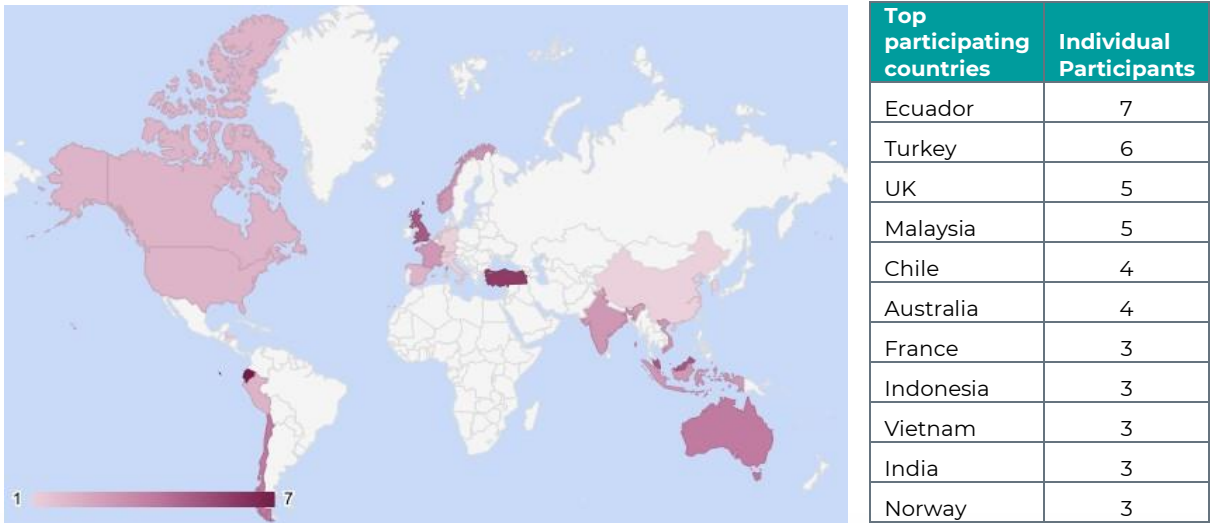 1
7
Top
participating
countries
Individual
Participants
Ecuador 7
Turkey 6
UK 5
Malaysia 5
Chile 4
Australia 4
France 3
Indonesia 3
Vietnam 3
India 3
Norway 3